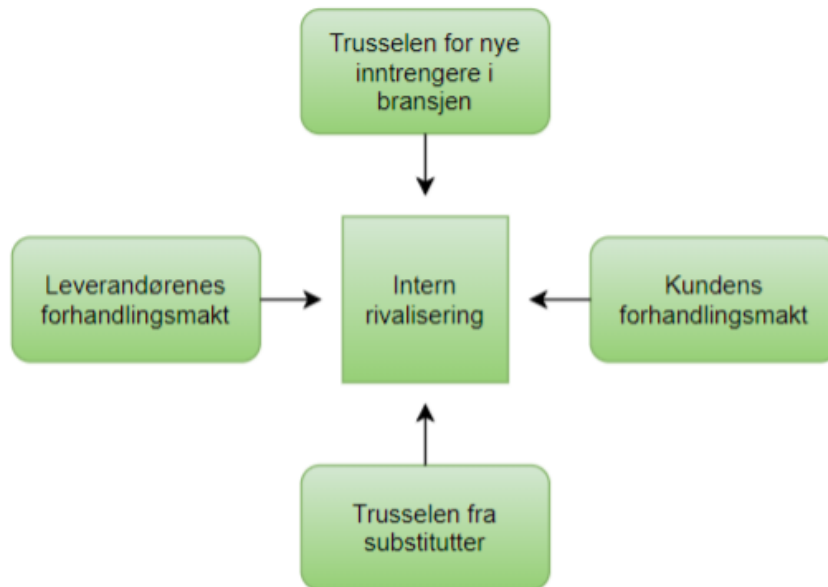 Trusselen for nye
inntrengere i
bransjen
Leverandørenes
forhandlingsmakt
Intern
rivalisering
Kundens
forhandlingsmakt
Trusselen fra
substitutter